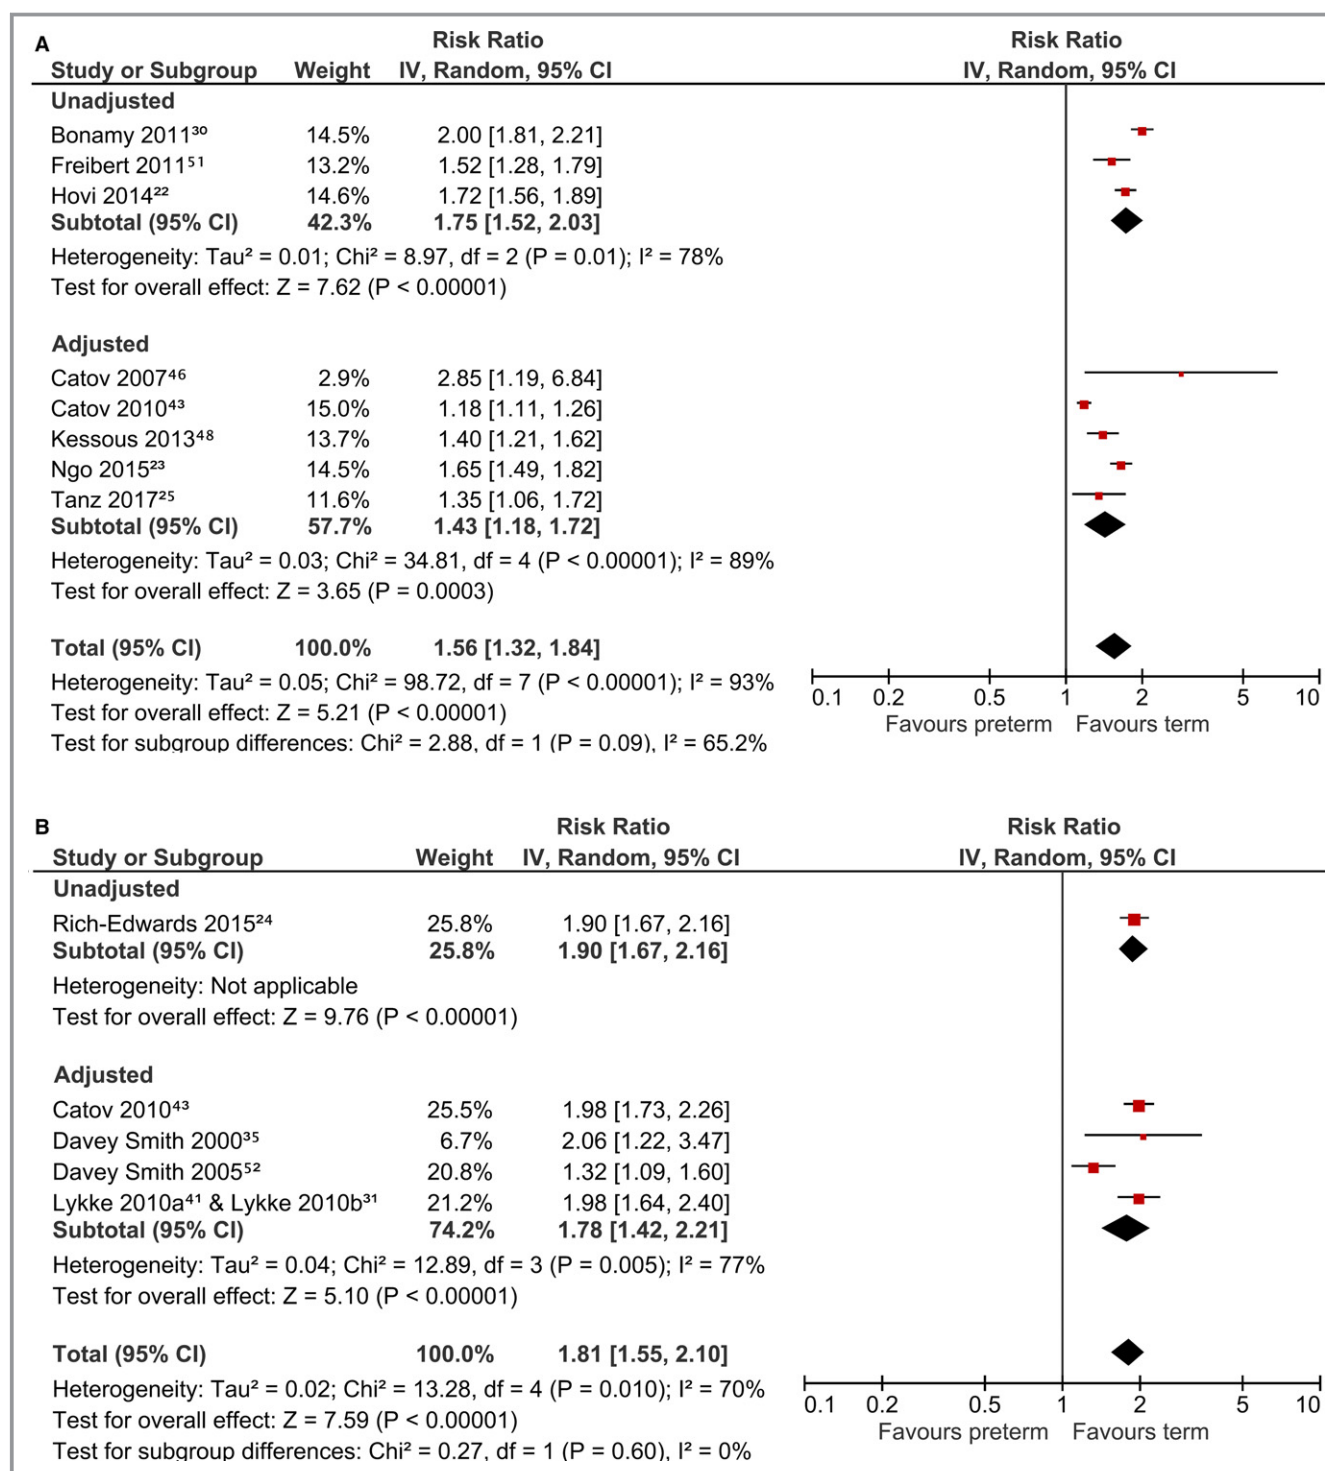 A
Risk Ratio Risk Ratio
Study or Subgroup Weight IV, Random, 95% CI IV, Random, 95% CI
Unadjusted
Bonamy 2011³⁰ 14.5% 2.00 [1.81, 2.21]
Freibert 2011⁵¹ 13.2% 1.52 [1.28, 1.79]
Hovi 2014²² 14.6% 1.72 [1.56, 1.89]
Subtotal (95% CI) 42.3% 1.75 [1.52, 2.03]
Heterogeneity: Tau² = 0.01; Chi² = 8.97, df = 2 (P = 0.01); I² = 78%
Test for overall effect: Z = 7.62 (P < 0.00001)
Adjusted
Catov 2007⁴⁶ 2.9% 2.85 [1.19, 6.84]
Catov 2010⁴³ 15.0% 1.18 [1.11, 1.26]
Kessous 2013⁴⁸ 13.7% 1.40 [1.21, 1.62]
Ngo 2015²³ 14.5% 1.65 [1.49, 1.82]
Tanz 2017²⁵ 11.6% 1.35 [1.06, 1.72]
Subtotal (95% CI) 57.7% 1.43 [1.18, 1.72]
Heterogeneity: Tau² = 0.03; Chi² = 34.81, df = 4 (P < 0.00001); I² = 89%
Test for overall effect: Z = 3.65 (P = 0.0003)
Total (95% CI) 100.0% 1.56 [1.32, 1.84]
Heterogeneity: Tau² = 0.05; Chi² = 98.72, df = 7 (P < 0.00001); I² = 93%
Test for overall effect: Z = 5.21 (P < 0.00001)
Test for subgroup differences: Chi² = 2.88, df = 1 (P = 0.09), I² = 65.2%
0.1 0.2 0.5 1 2 5 10
Favours preterm Favours term
B
Risk Ratio Risk Ratio
Study or Subgroup Weight IV, Random, 95% CI IV, Random, 95% CI
Unadjusted
Rich-Edwards 2015²⁴ 25.8% 1.90 [1.67, 2.16]
Subtotal (95% CI) 25.8% 1.90 [1.67, 2.16]
Heterogeneity: Not applicable
Test for overall effect: Z = 9.76 (P < 0.00001)
Adjusted
Catov 2010⁴³ 25.5% 1.98 [1.73, 2.26]
Davey Smith 2000³⁵ 6.7% 2.06 [1.22, 3.47]
Davey Smith 2005⁵² 20.8% 1.32 [1.09, 1.60]
Lykke 2010a⁴¹ & Lykke 2010b³¹ 21.2% 1.98 [1.64, 2.40]
Subtotal (95% CI) 74.2% 1.78 [1.42, 2.21]
Heterogeneity: Tau² = 0.04; Chi² = 12.89, df = 3 (P = 0.005); I² = 77%
Test for overall effect: Z = 5.10 (P < 0.00001)
Total (95% CI) 100.0% 1.81 [1.55, 2.10]
Heterogeneity: Tau² = 0.02; Chi² = 13.28, df = 4 (P = 0.010); I² = 70%
Test for overall effect: Z = 7.59 (P < 0.00001)
Test for subgroup differences: Chi² = 0.27, df = 1 (P = 0.60), I² = 0%
0.1 0.2 0.5 1 2 5 10
Favours preterm Favours term